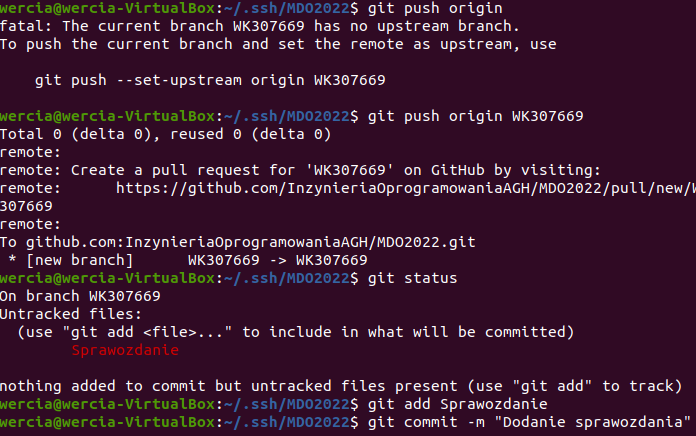 wercia@wercia-VirtualBox:~/.ssh/MDO2022$ git push origin
fatal: The current branch WK307669 has no upstream branch.
To push the current branch and set the remote as upstream, use
    git push --set-upstream origin WK307669
wercia@wercia-VirtualBox:~/.ssh/MDO2022$ git push origin WK307669
Total 0 (delta 0), reused 0 (delta 0)
remote:
remote: Create a pull request for 'WK307669' on GitHub by visiting:
remote:      https://github.com/InzynieriaOprogramowaniaAGH/MDO2022/pull/new/W
307669
remote:
To github.com:InzynieriaOprogramowaniaAGH/MDO2022.git
 * [new branch]      WK307669 -> WK307669
wercia@wercia-VirtualBox:~/.ssh/MDO2022$ git status
On branch WK307669
Untracked files:
  (use "git add <file>..." to include in what will be committed)
        Sprawozdanie
nothing added to commit but untracked files present (use "git add" to track)
wercia@wercia-VirtualBox:~/.ssh/MDO2022$ git add Sprawozdanie
wercia@wercia-VirtualBox:~/.ssh/MDO2022$ git commit -m "Dodanie sprawozdania"